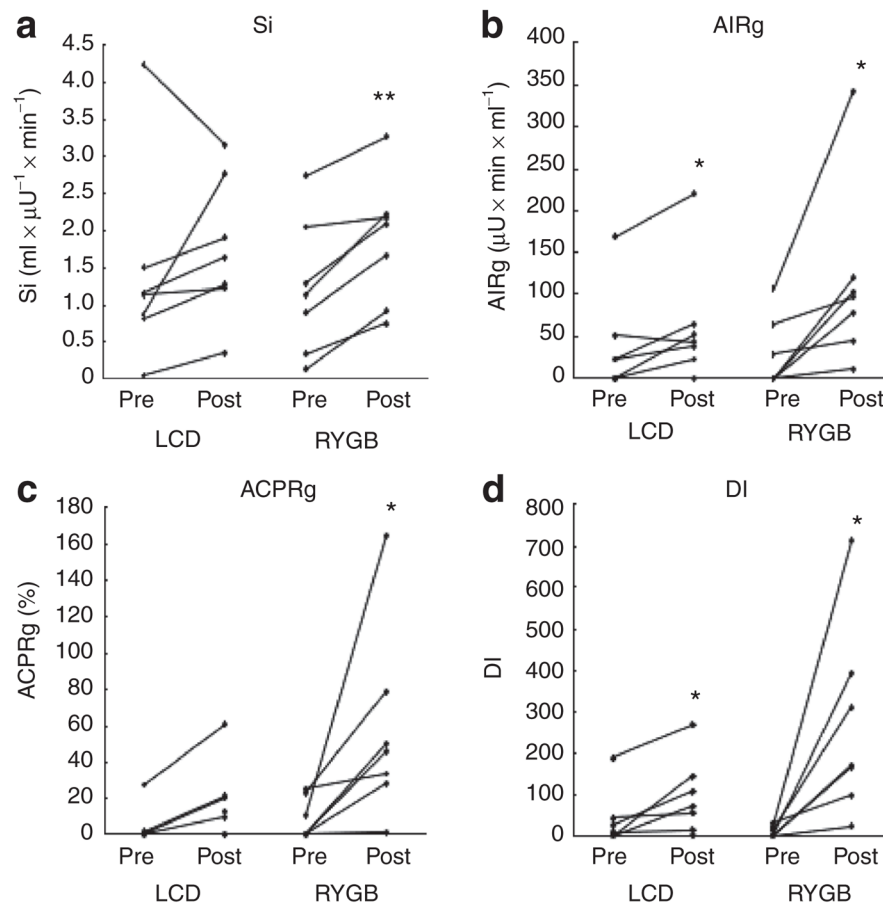 a Si
Si (ml × μU⁻¹ × min⁻¹)
4.5
4.0
3.5
3.0
2.5
2.0
1.5
1.0
0.5
0
**
Pre Post Pre Post
LCD RYGB
b AIRg
AIRg (μU × min × ml⁻¹)
400
350
300
250
200
150
100
50
0
* *
Pre Post Pre Post
LCD RYGB
c ACPRg
ACPRg (%)
180
160
140
120
100
80
60
40
20
0
*
Pre Post Pre Post
LCD RYGB
d DI
DI
800
700
600
500
400
300
200
100
0
* *
Pre Post Pre Post
LCD RYGB